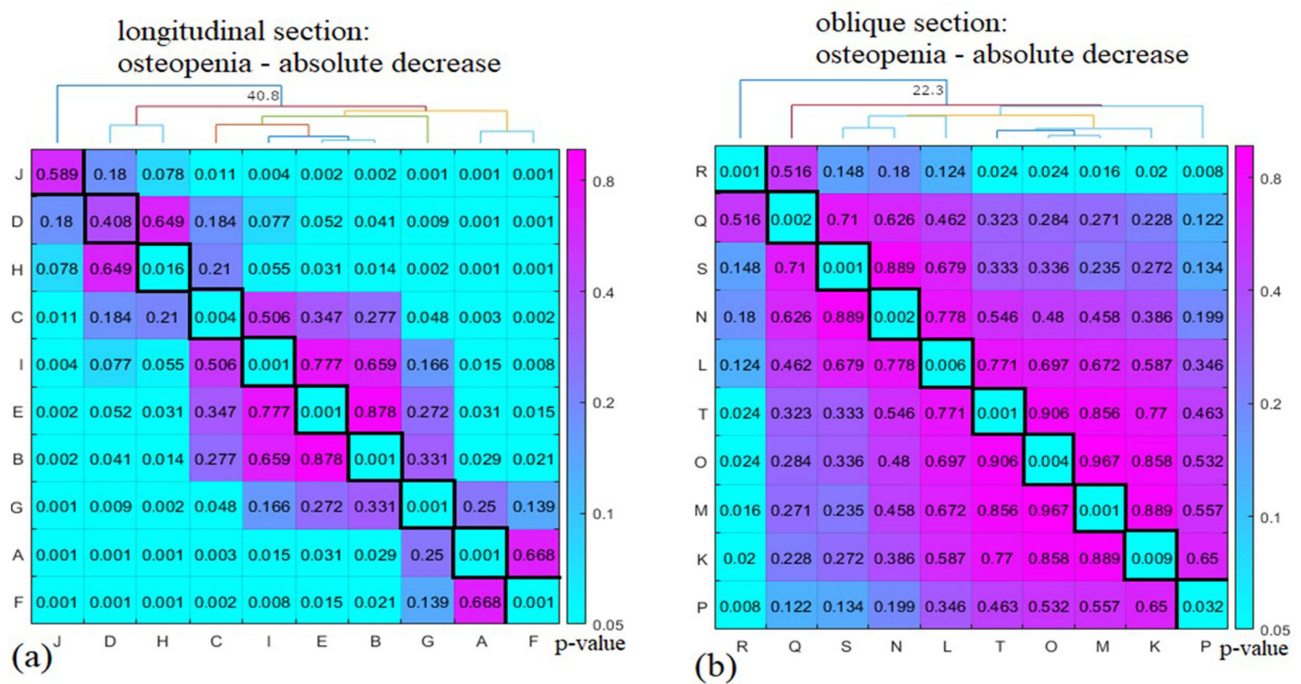 longitudinal section:
osteopenia - absolute decrease
40.8
J 0.589 0.18 0.078 0.011 0.004 0.002 0.002 0.001 0.001 0.001
D 0.18 0.408 0.649 0.184 0.077 0.052 0.041 0.009 0.001 0.001
H 0.078 0.649 0.016 0.21 0.055 0.031 0.014 0.002 0.001 0.001
C 0.011 0.184 0.21 0.004 0.506 0.347 0.277 0.048 0.003 0.002
I 0.004 0.077 0.055 0.506 0.001 0.777 0.659 0.166 0.015 0.008
E 0.002 0.052 0.031 0.347 0.777 0.001 0.878 0.272 0.031 0.015
B 0.002 0.041 0.014 0.277 0.659 0.878 0.001 0.331 0.029 0.021
G 0.001 0.009 0.002 0.048 0.166 0.272 0.331 0.001 0.25 0.139
A 0.001 0.001 0.001 0.003 0.015 0.031 0.029 0.25 0.001 0.668
F 0.001 0.001 0.001 0.002 0.008 0.015 0.021 0.139 0.668 0.001
J D H C I E B G A F
0.8
0.4
0.2
0.1
0.05
p-value
(a)
oblique section:
osteopenia - absolute decrease
22.3
R 0.001 0.516 0.148 0.18 0.124 0.024 0.024 0.016 0.02 0.008
Q 0.516 0.002 0.71 0.626 0.462 0.323 0.284 0.271 0.228 0.122
S 0.148 0.71 0.001 0.889 0.679 0.333 0.336 0.235 0.272 0.134
N 0.18 0.626 0.889 0.002 0.778 0.546 0.48 0.458 0.386 0.199
L 0.124 0.462 0.679 0.778 0.006 0.771 0.697 0.672 0.587 0.346
T 0.024 0.323 0.333 0.546 0.771 0.001 0.906 0.856 0.77 0.463
O 0.024 0.284 0.336 0.48 0.697 0.906 0.004 0.967 0.858 0.532
M 0.016 0.271 0.235 0.458 0.672 0.856 0.967 0.001 0.889 0.557
K 0.02 0.228 0.272 0.386 0.587 0.77 0.858 0.889 0.009 0.65
P 0.008 0.122 0.134 0.199 0.346 0.463 0.532 0.557 0.65 0.032
R Q S N L T O M K P
0.8
0.4
0.2
0.1
0.05
p-value
(b)